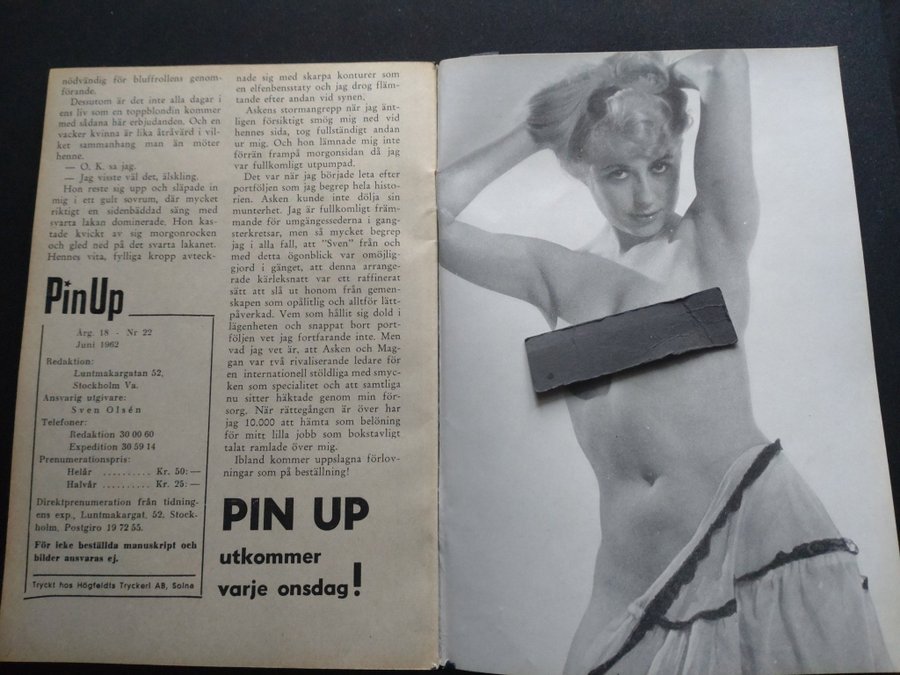 nödvändig för bluffrollens genom-
förande.
Dessutom är det inte alla dagar i
ens liv som en toppblondin kommer
med sådana här erbjudanden. Och en
vacker kvinna är lika åtråvärd i vil-
ket sammanhang man än möter
henne.
— O. K. sa jag.
— Jag visste väl det, älskling.
Hon reste sig upp och släpade in
mig i ett gult sovrum, där mycket
riktigt en sidenbäddad säng med
svarta lakan dominerade. Hon kas-
tade kvickt av sig morgonrocken
och gled ned på det svarta lakanet.
Hennes vita, fylliga kropp avteck-
PinUp
Årg. 18 - Nr 22
Juni 1962
Redaktion:
Luntmakargatan 52,
Stockholm Va.
Ansvarig utgivare:
Sven Olsén
Telefoner:
Redaktion 30 00 60
Expedition 30 59 14
Prenumerationspris:
Helår .......... Kr. 50: —
Halvår .......... Kr. 25: —
Direktprenumeration från tidning-
ens exp., Luntmakargat. 52, Stock-
holm, Postgiro 19 72 55.
För icke beställda manuskript och
bilder ansvaras ej.
Tryckt hos Högfeldts Tryckeri AB, Solna
nade sig med skarpa konturer som
en elfenbensstaty och jag drog fläm-
tande efter andan vid synen.
Askens stormangrepp när jag änt-
ligen försiktigt smög mig ned vid
hennes sida, tog fullständigt andan
ur mig. Och hon lämnade mig inte
förrän frampå morgonsidan då jag
var fullkomligt utpumpad.
Det var när jag började leta efter
portföljen som jag begrep hela histo-
rien. Asken kunde inte dölja sin
munterhet. Jag är fullkomligt främ-
mande för umgängessederna i gang-
sterkretsar, men så mycket begrep
jag i alla fall, att "Sven" från och
med detta ögonblick var omöjlig-
gjord i gänget, att denna arrange-
rade kärleksnatt var ett raffinerat
sätt att slå ut honom från gemen-
skapen som opålitlig och alltför lätt-
påverkad. Vem som hållit sig dold i
lägenheten och snappat bort port-
följen vet jag fortfarande inte. Men
vad jag vet är, att Asken och Mag-
gan var två rivaliserande ledare för
en internationell stöldliga med smyc-
ken som specialitet och att samtliga
nu sitter häktade genom min för-
sorg. När rättegången är över har
jag 10.000 att hämta som belöning
för mitt lilla jobb som bokstavligt
talat ramlade över mig.
Ibland kommer uppslagna förlov-
ningar som på beställning!
PIN UP
utkommer
varje onsdag!